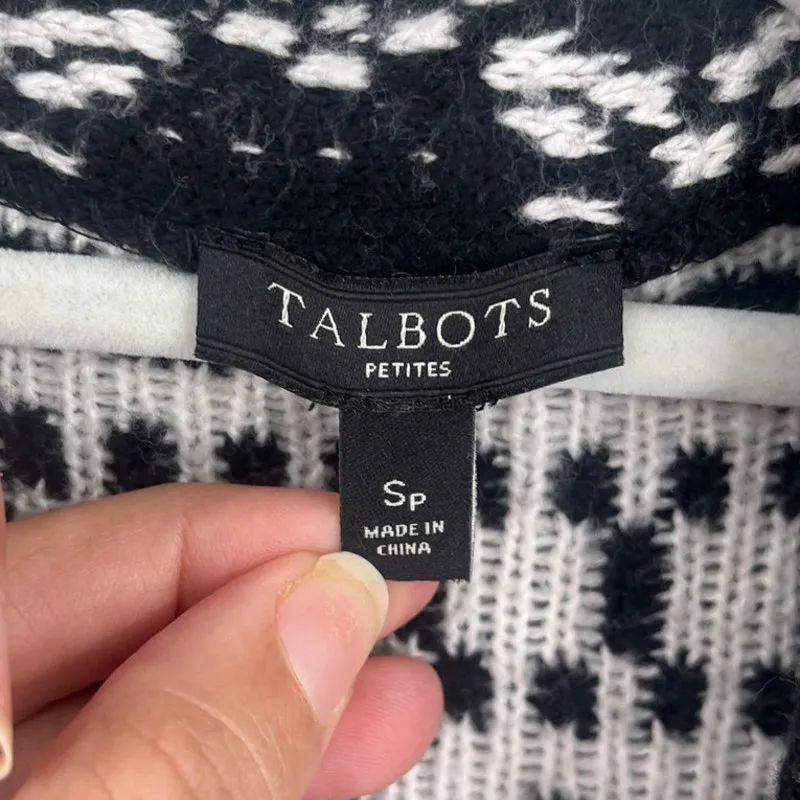 TALBOTS
PETITES
SP
MADE IN
CHINA